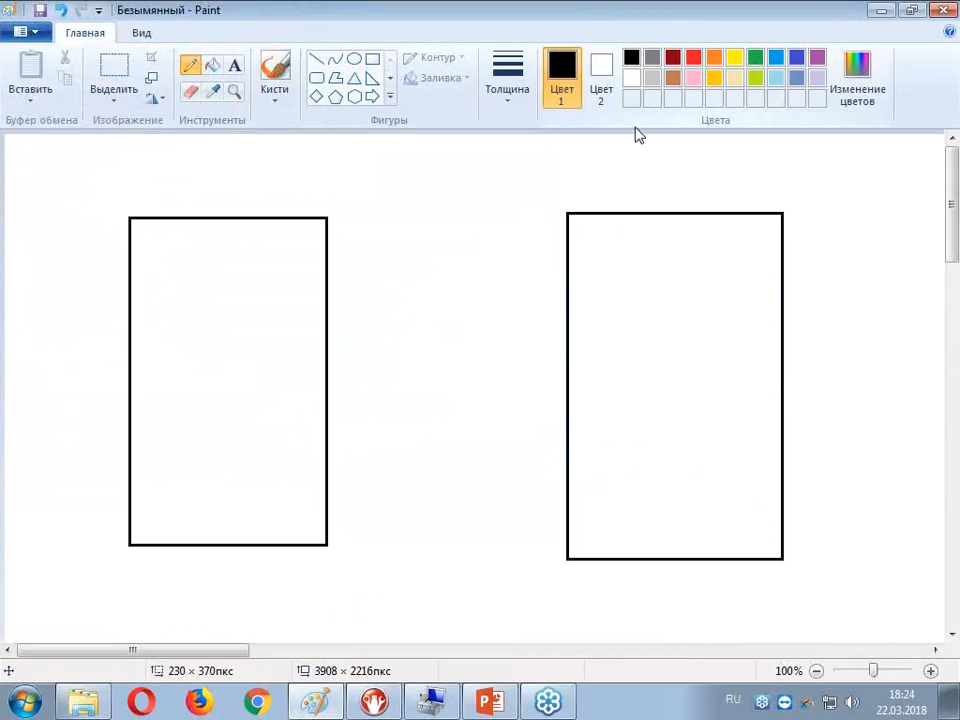 Безымянный - Paint
Главная
Вид
Вставить
Выделить
A
Кисти
Контур
Заливка
Толщина
Цвет 1
Цвет 2
Изменение цветов
Буфер обмена
Изображение
Инструменты
Фигуры
Цвета
230 × 370пкс
3908 × 2216пкс
100%
RU
18:24
22.03.2018